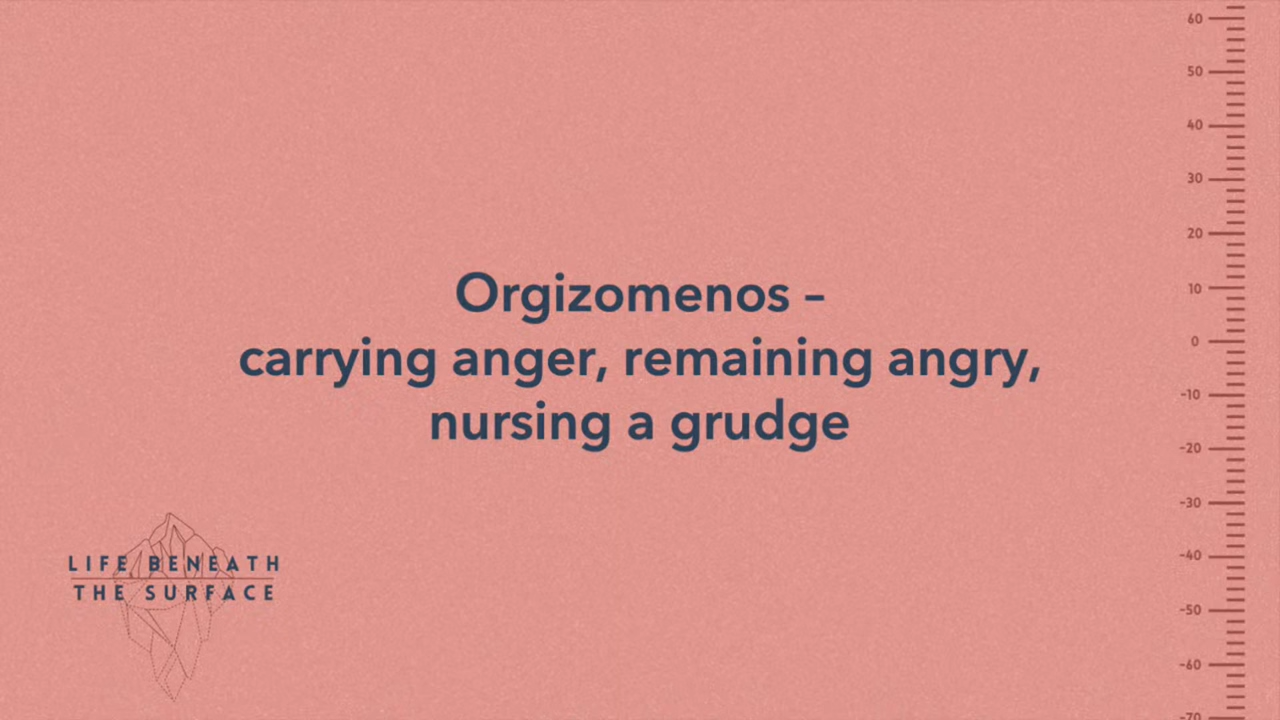 Orgizomenos –
carrying anger, remaining angry,
nursing a grudge
LIFE BENEATH
THE SURFACE
60
50
40
30
20
10
0
-10
-20
-30
-40
-50
-60
-70